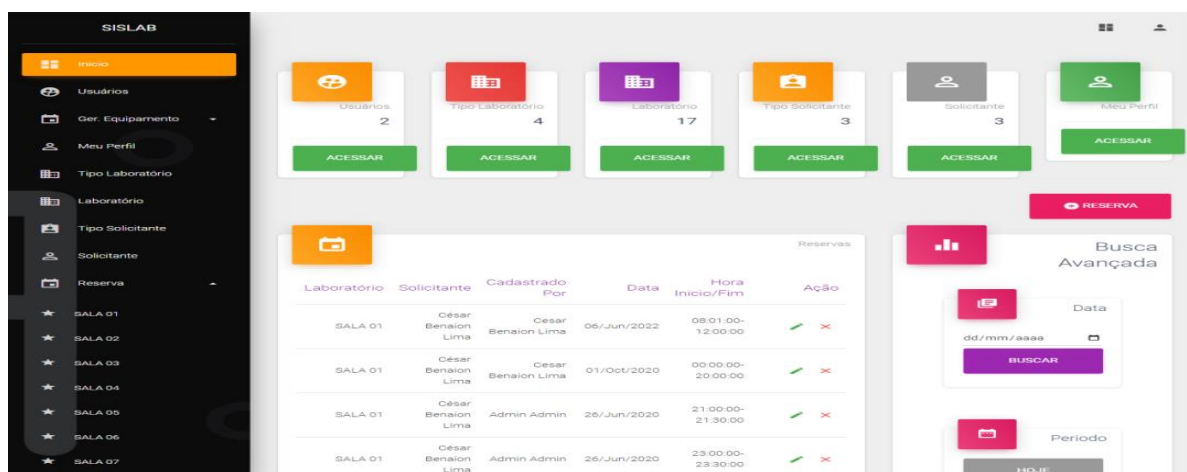 SISLAB
Inicio
Usuários
Ger. Equipamento
Meu Perfil
Tipo Laboratório
Laboratório
Tipo Solicitante
Solicitante
Reserva
SALA 01
SALA 02
SALA 03
SALA 04
SALA 05
SALA 06
SALA 07
Usuários
2
ACESSAR
Tipo Laboratório
4
ACESSAR
Laboratório
17
ACESSAR
Tipo Solicitante
3
ACESSAR
Solicitante
3
ACESSAR
Meu Perfil
ACESSAR
RESERVA
Reservas
Laboratório Solicitante Cadastrado Por Data Hora Inicio/Fim Ação
SALA 01 César Benaion Lima Cesar Benaion Lima 06/Jun/2022 08:01:00-12:00:00
SALA 01 César Benaion Lima Cesar Benaion Lima 01/Oct/2020 00:00:00-20:00:00
SALA 01 César Benaion Lima Admin Admin 26/Jun/2020 21:00:00-21:30:00
SALA 01 César Benaion Lima Admin Admin 26/Jun/2020 23:00:00-23:30:00
Busca
Avançada
Data
dd/mm/aaaa
BUSCAR
Periodo
HOJE